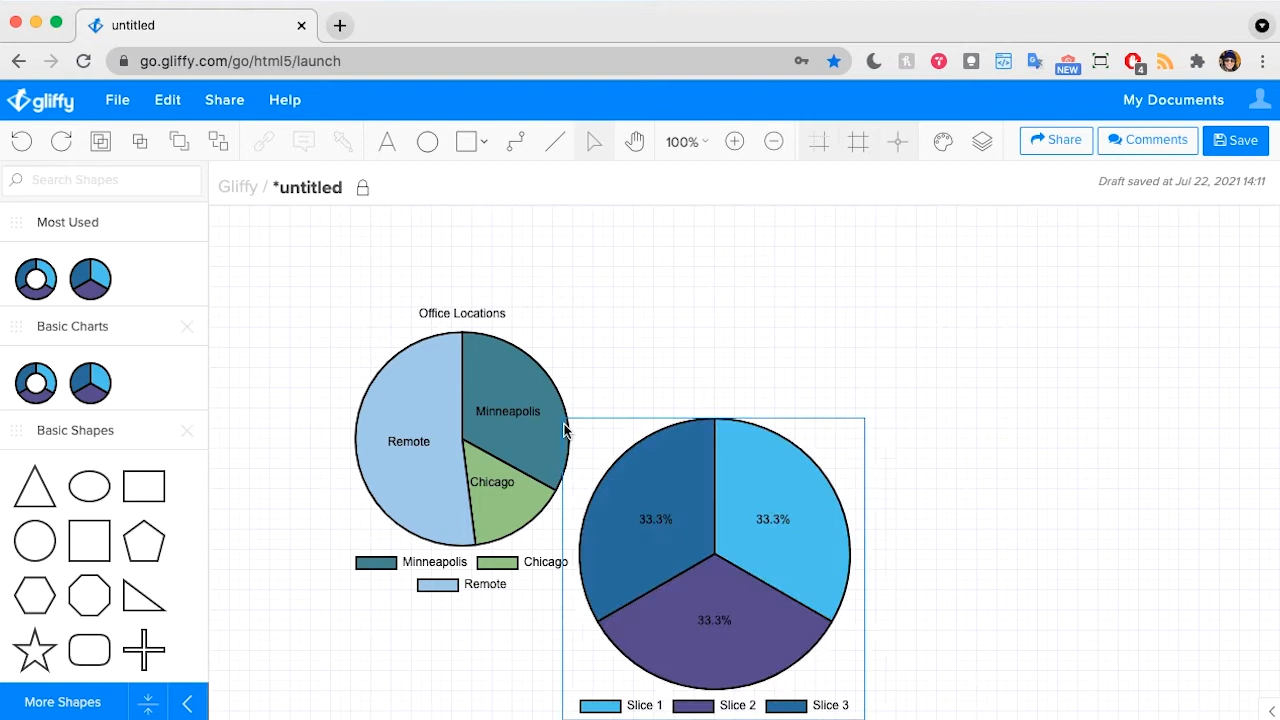 untitled
go.gliffy.com/go/html5/launch
NEW
4
gliffy
File
Edit
Share
Help
My Documents
100%
Share
Comments
Save
Search Shapes
Gliffy / *untitled
Draft saved at Jul 22, 2021 14:11
Most Used
Basic Charts
Basic Shapes
More Shapes
Office Locations
Minneapolis
Remote
Chicago
Minneapolis
Chicago
Remote
33.3%
33.3%
33.3%
Slice 1
Slice 2
Slice 3